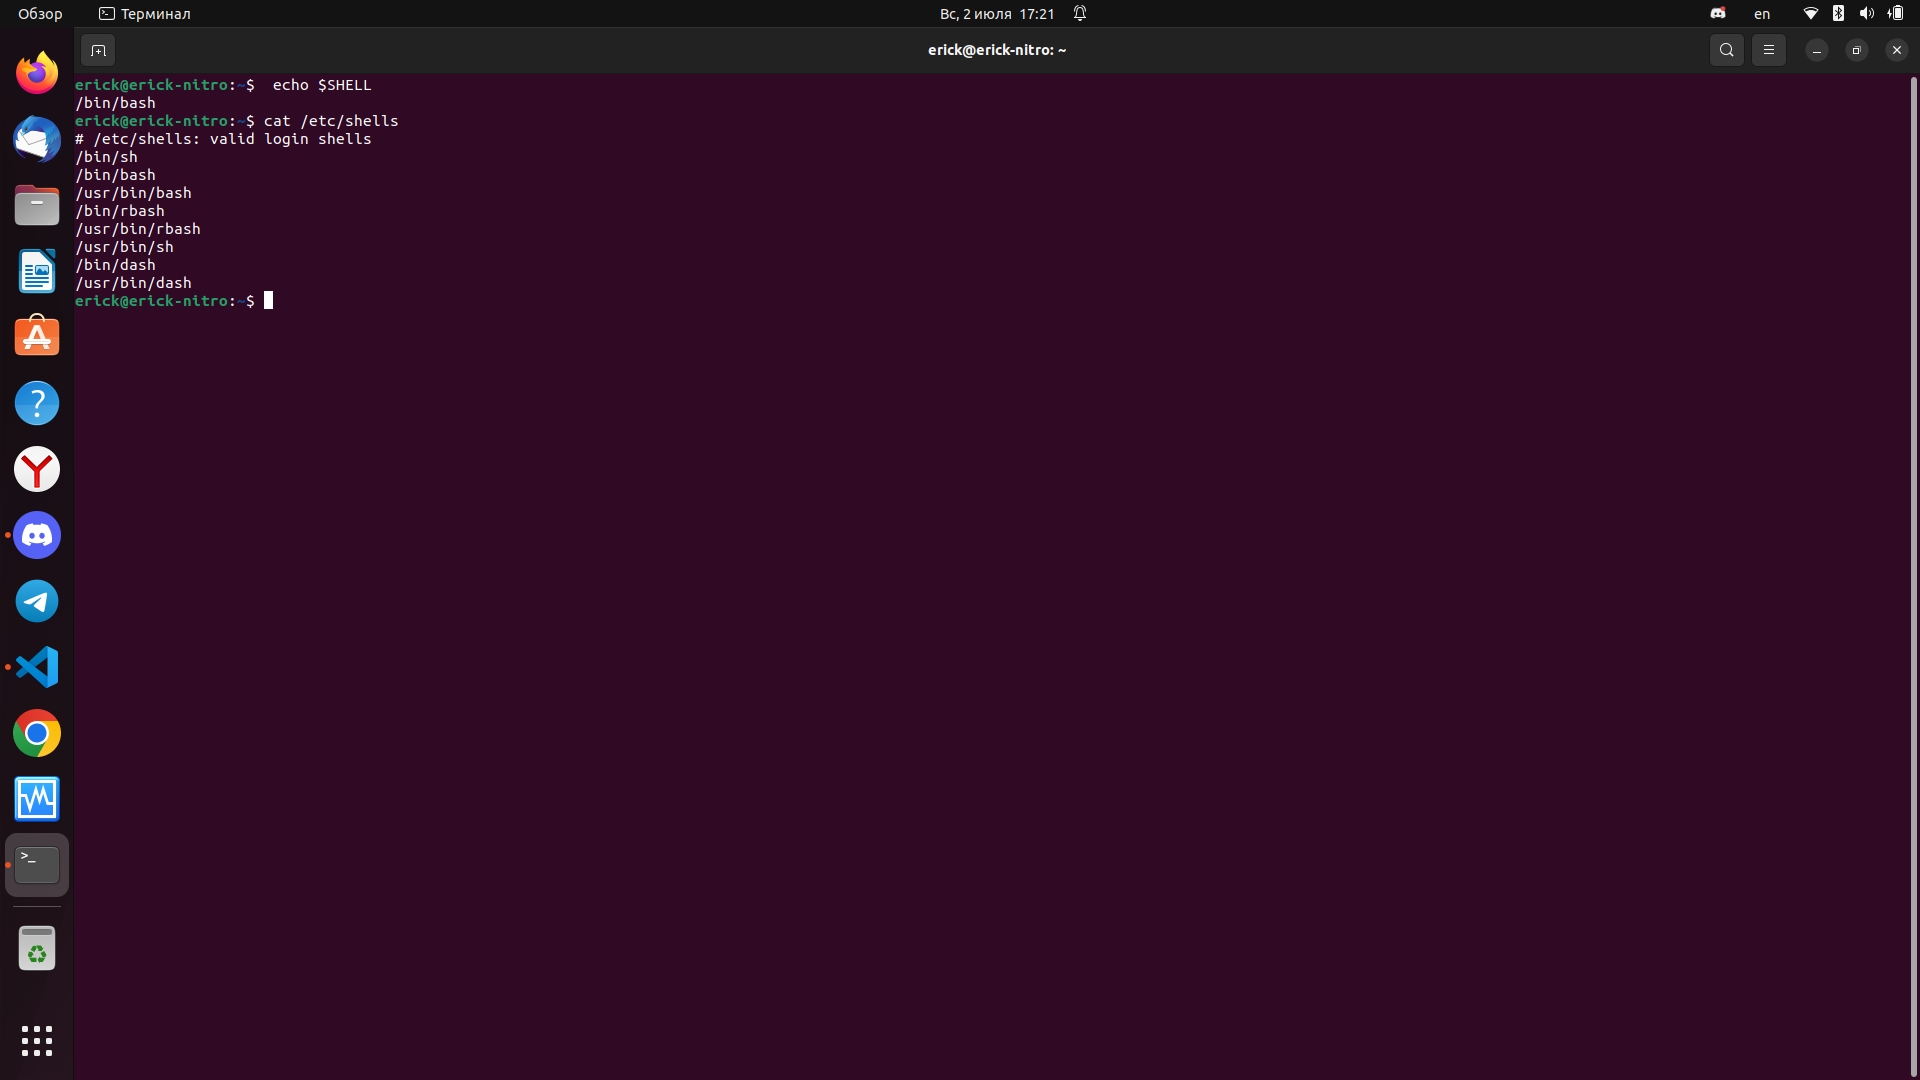 Обзор
Терминал
Вс, 2 июля 17:21
en
erick@erick-nitro: ~
erick@erick-nitro:~$  echo $SHELL
/bin/bash
erick@erick-nitro:~$ cat /etc/shells
# /etc/shells: valid login shells
/bin/sh
/bin/bash
/usr/bin/bash
/bin/rbash
/usr/bin/rbash
/usr/bin/sh
/bin/dash
/usr/bin/dash
erick@erick-nitro:~$